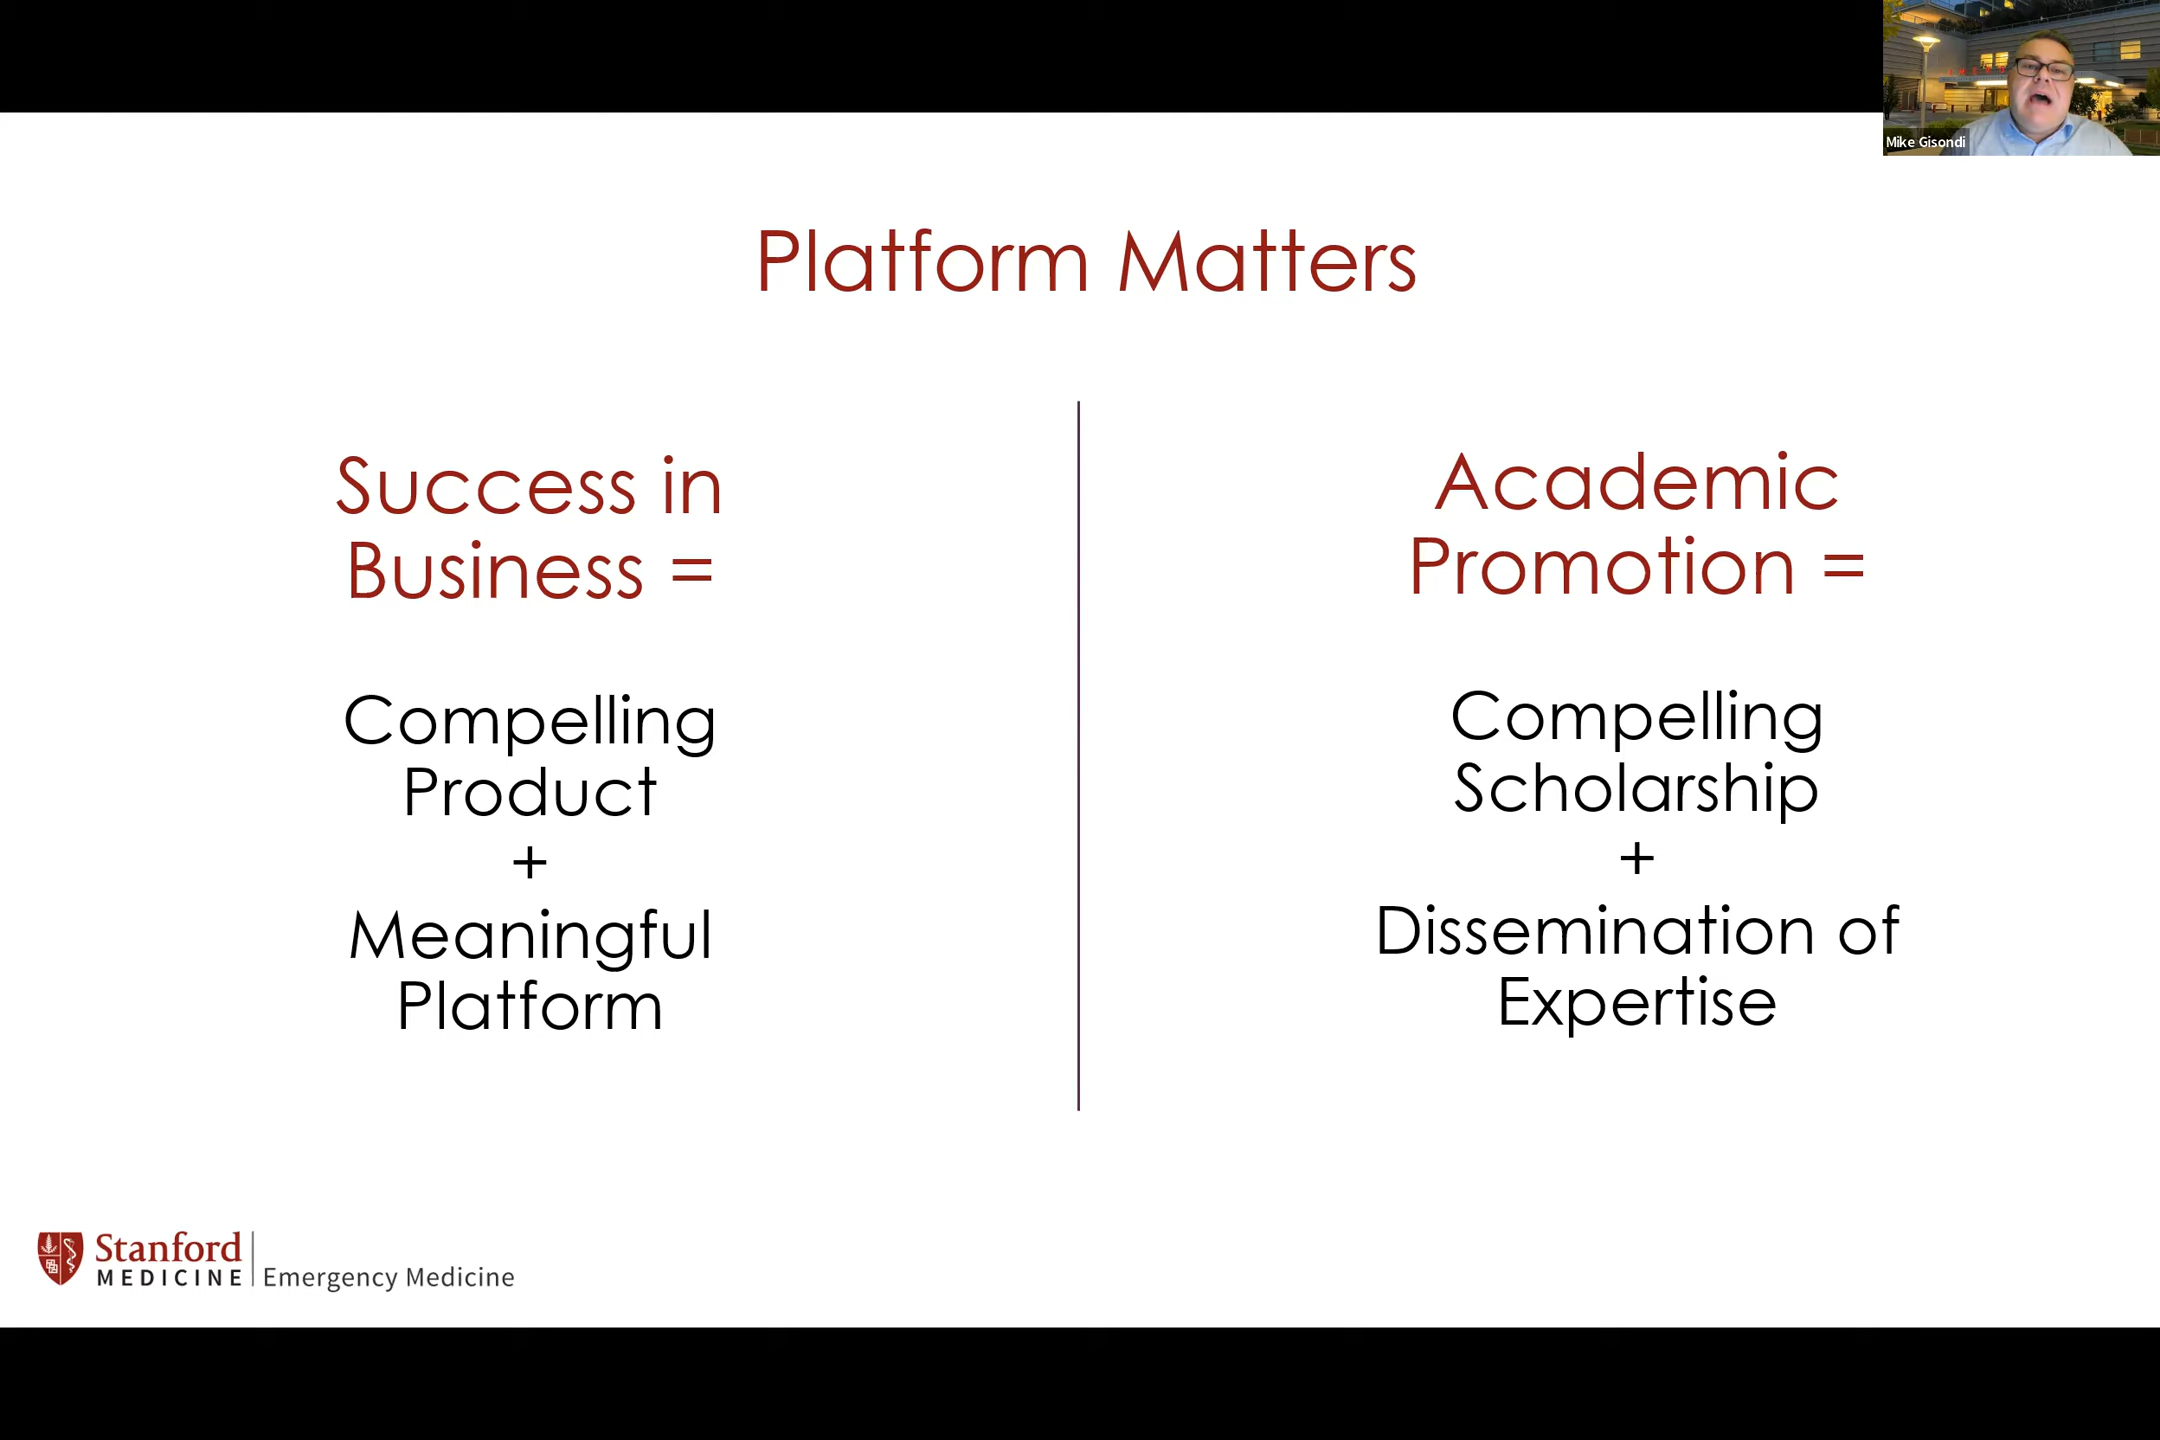 Mike Gisondi
Platform Matters
Success in
Business =
Compelling
Product
+
Meaningful
Platform
Academic
Promotion =
Compelling
Scholarship
+
Dissemination of
Expertise
Stanford
MEDICINE
Emergency Medicine